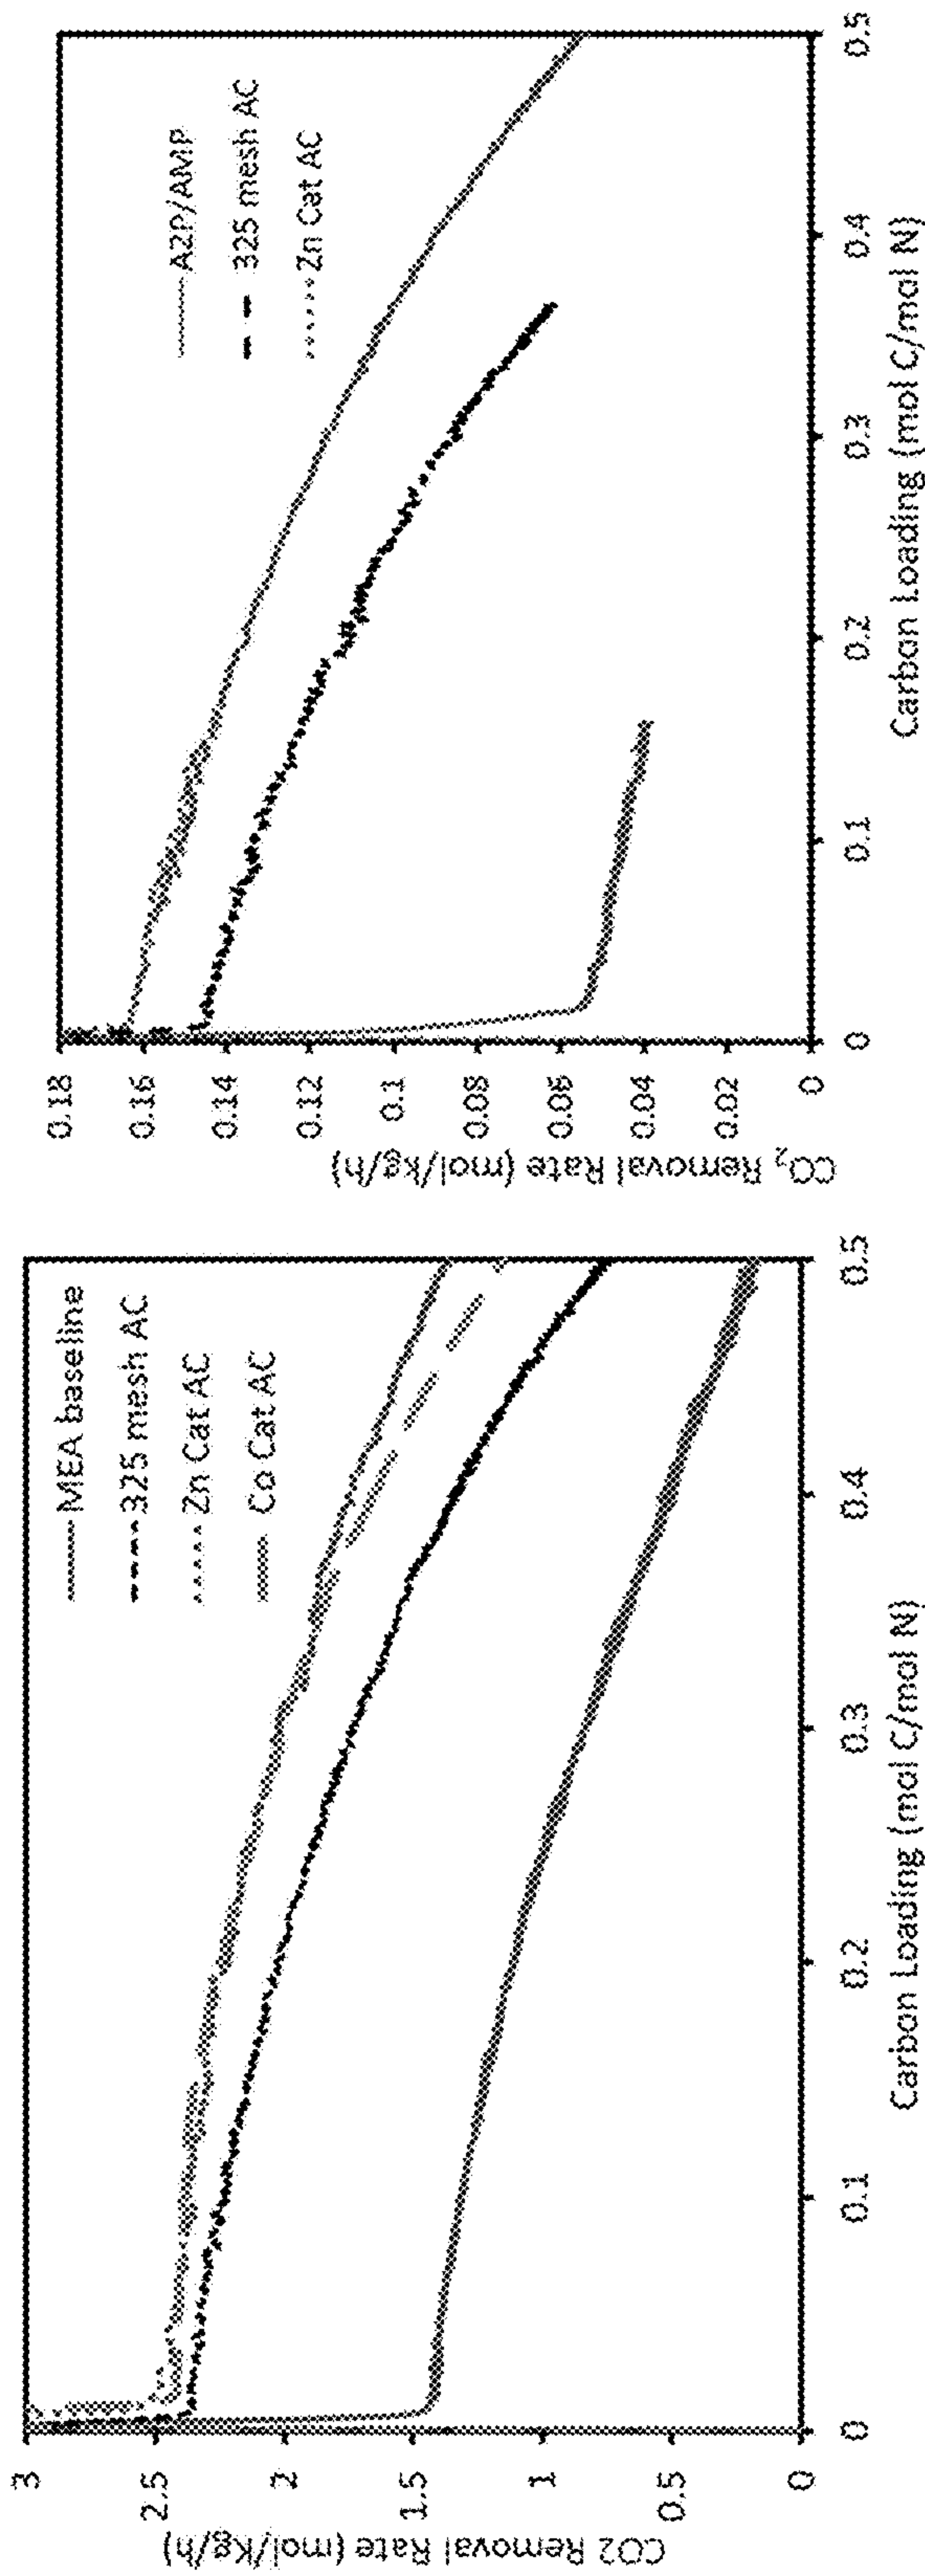 CO2 Removal Rate (mol/kg/h)
3
2.5
2
1.5
1
0.5
0
MEA baseline
325 mesh AC
Zn Cat AC
Co Cat AC
0
0.1
0.2
0.3
0.4
0.5
Carbon Loading (mol C/mol N)
CO₂ Removal Rate (mol/kg/h)
0.18
0.16
0.14
0.12
0.1
0.08
0.06
0.04
0.02
0
A2P/AMP
325 mesh AC
Zn Cat AC
0
0.1
0.2
0.3
0.4
0.5
Carbon Loading (mol C/mol N)